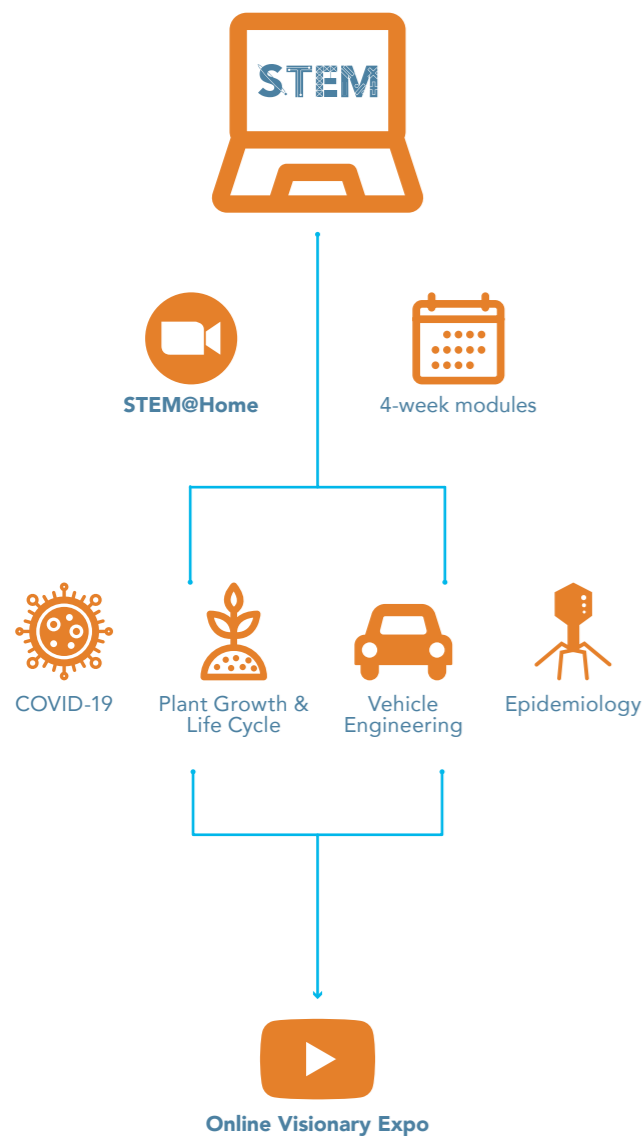 STEM
STEM@Home
4-week modules
COVID-19
Plant Growth &
Life Cycle
Vehicle
Engineering
Epidemiology
Online Visionary Expo